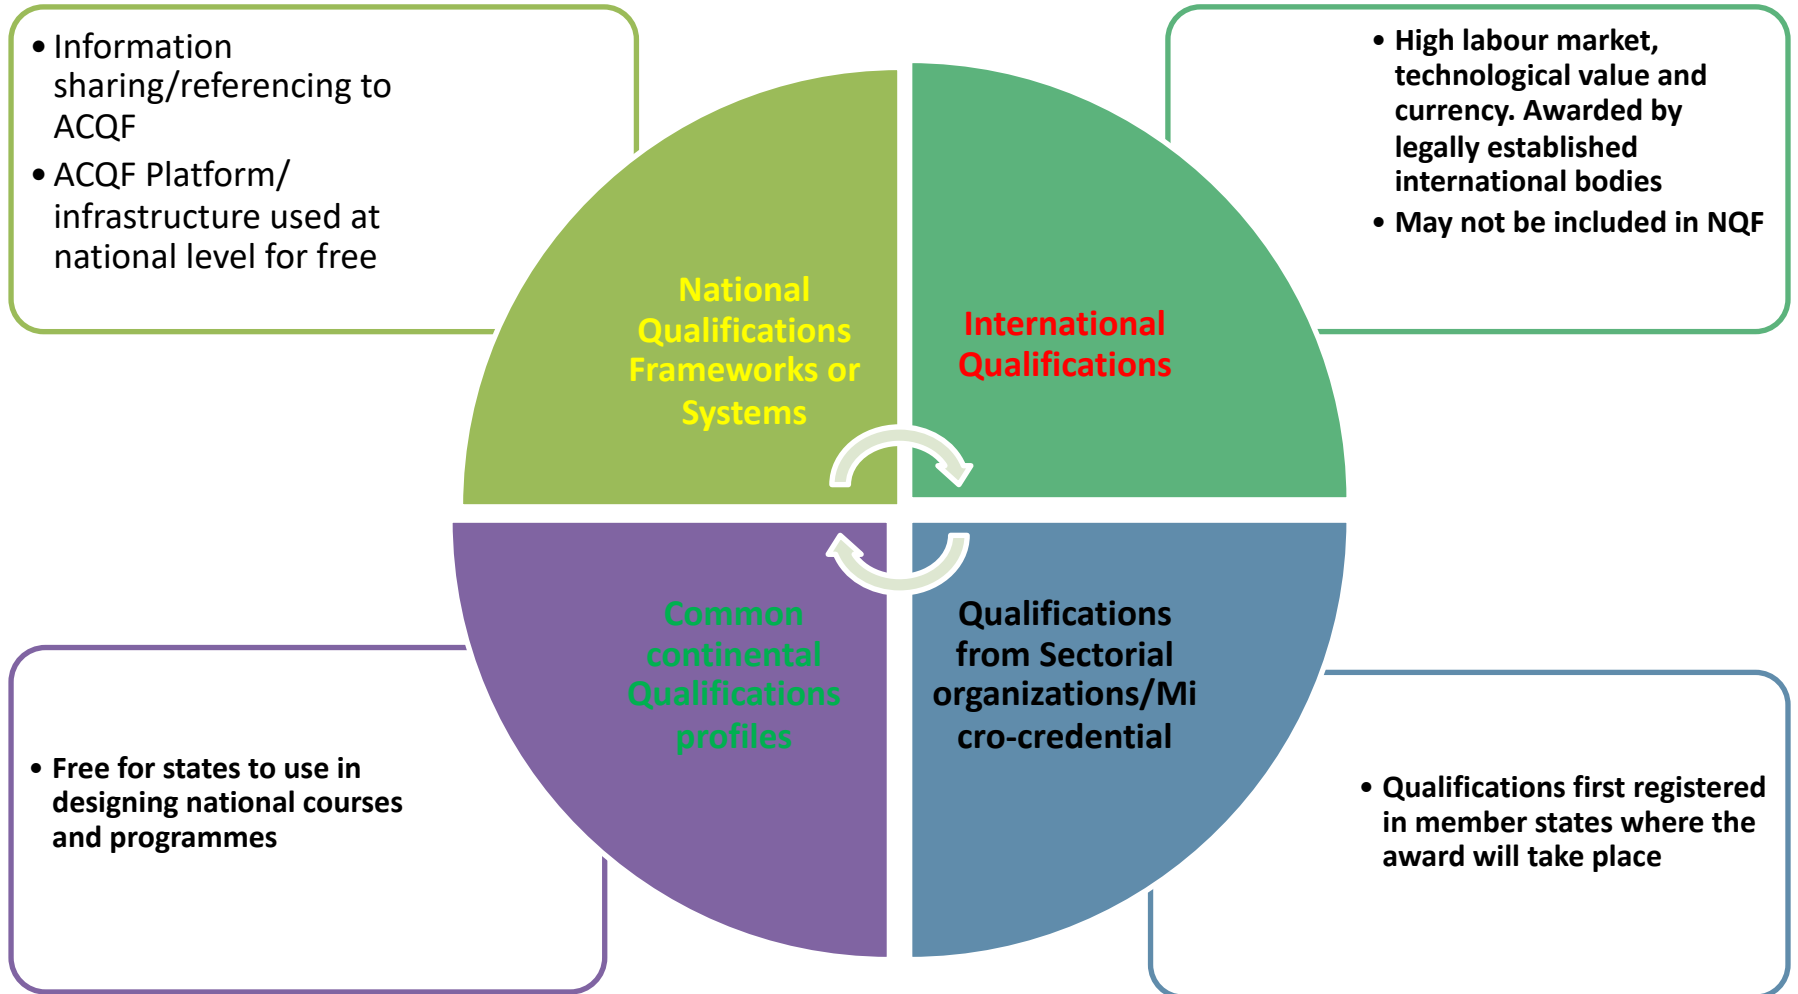 • Information
sharing/referencing to
ACQF
• ACQF Platform/
infrastructure used at
national level for free
• High labour market,
technological value and
currency. Awarded by
legally established
international bodies
• May not be included in NQF
National
Qualifications
Frameworks or
Systems
International
Qualifications
Common
continental
Qualifications
profiles
Qualifications
from Sectorial
organizations/Mi
cro-credential
• Free for states to use in
designing national courses
and programmes
• Qualifications first registered
in member states where the
award will take place